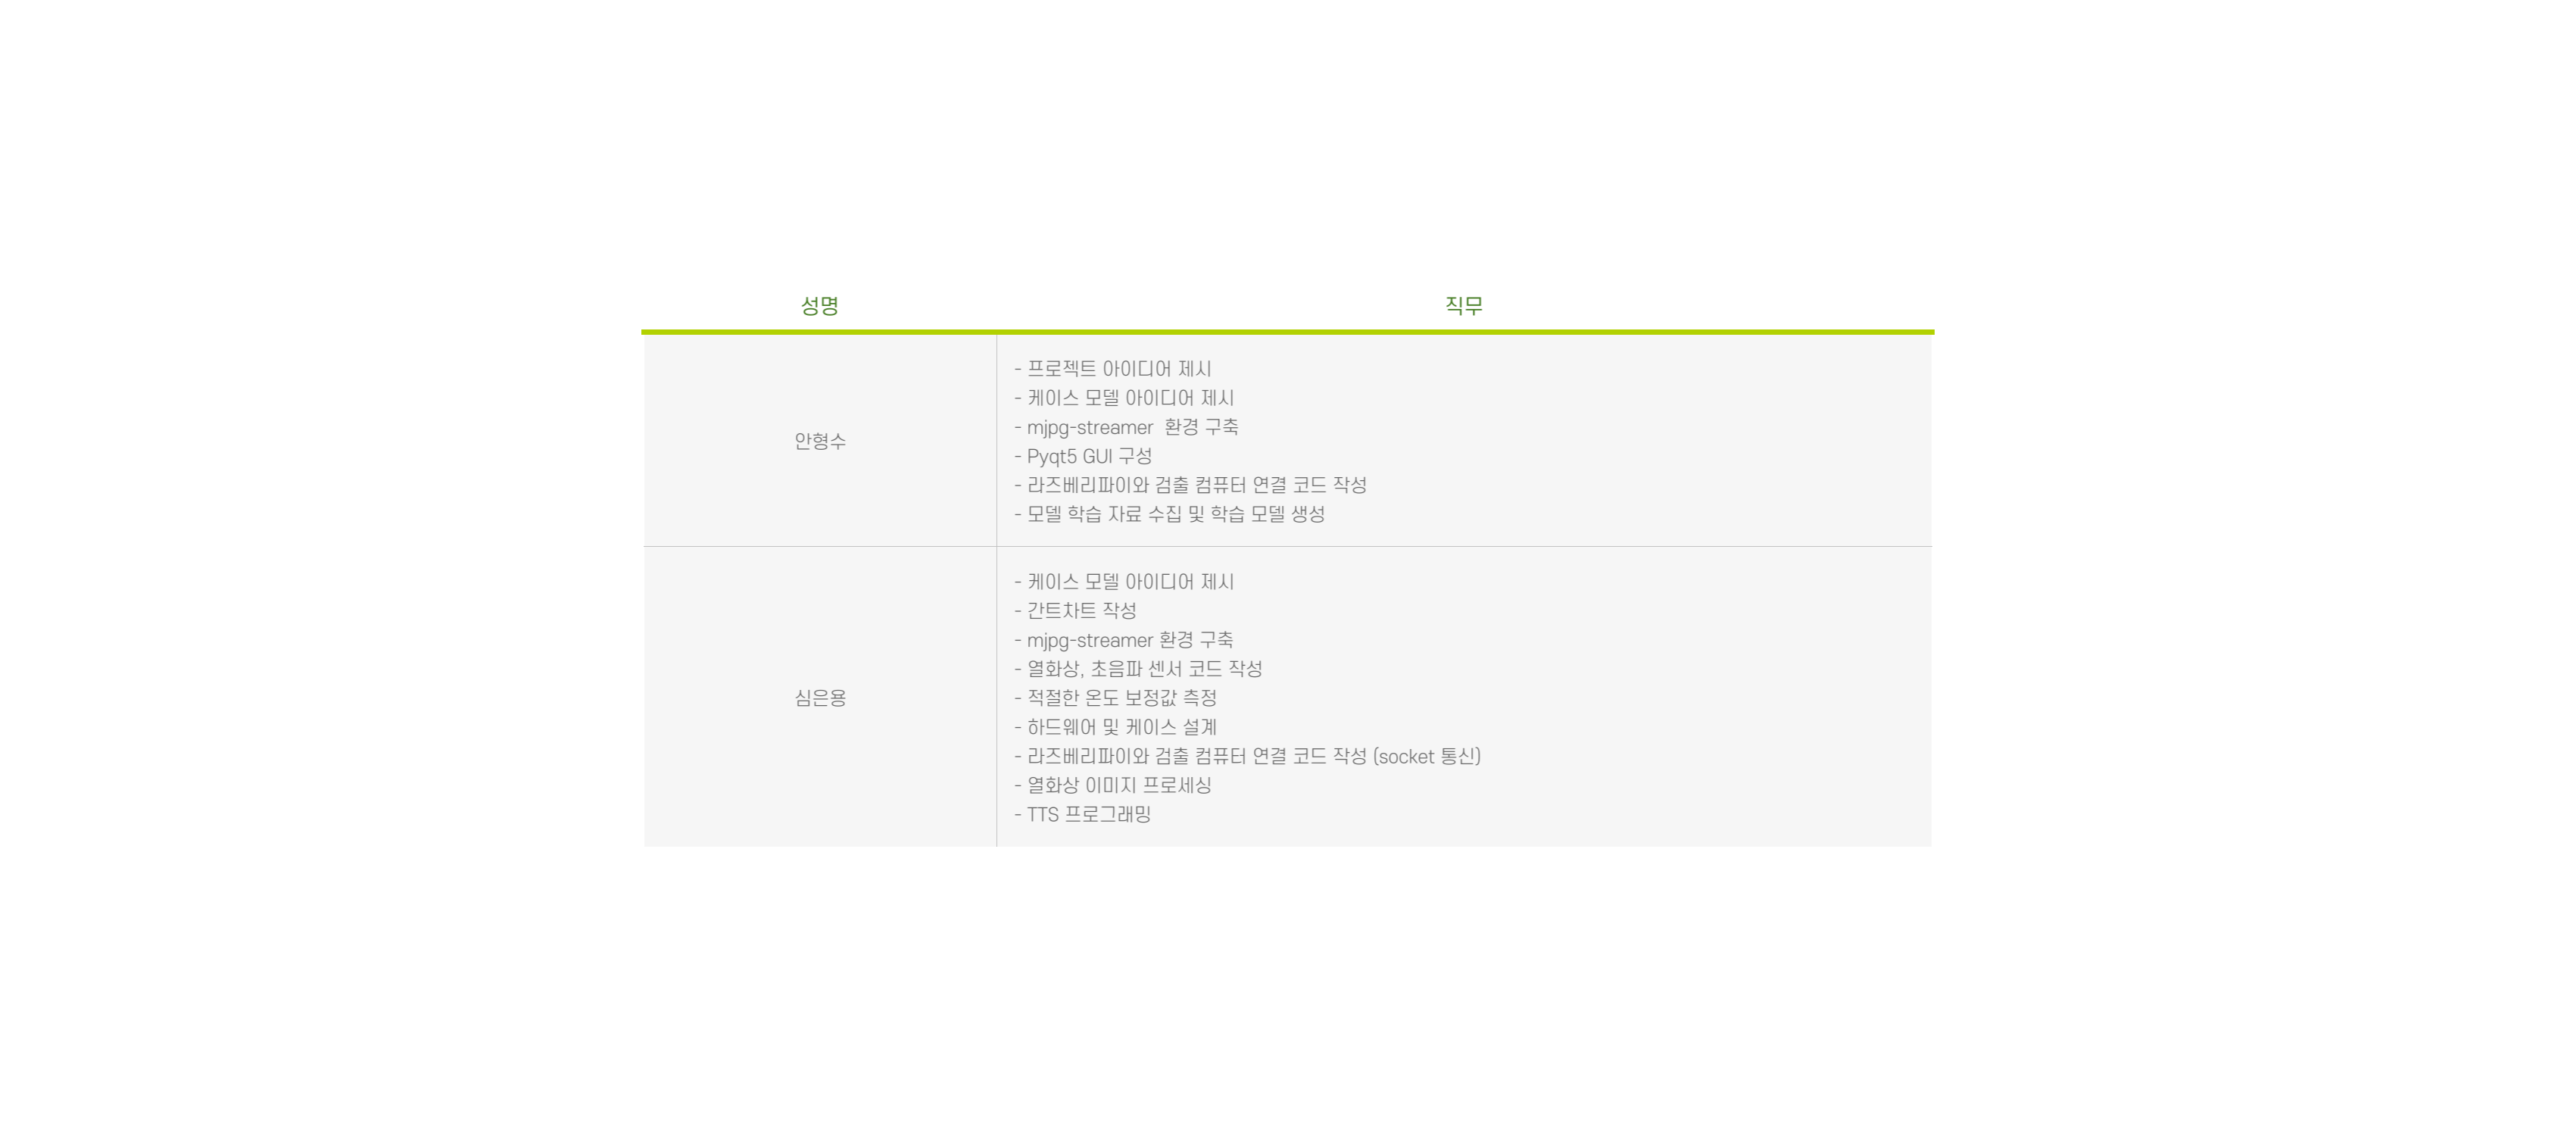 성명 직무
안형수
- 프로젝트 아이디어 제시
- 케이스 모델 아이디어 제시
- mjpg-streamer  환경 구축
- Pyqt5 GUI 구성
- 라즈베리파이와 검출 컴퓨터 연결 코드 작성
- 모델 학습 자료 수집 및 학습 모델 생성
심은용
- 케이스 모델 아이디어 제시
- 간트차트 작성
- mjpg-streamer 환경 구축
- 열화상, 초음파 센서 코드 작성
- 적절한 온도 보정값 측정
- 하드웨어 및 케이스 설계
- 라즈베리파이와 검출 컴퓨터 연결 코드 작성 (socket 통신)
- 열화상 이미지 프로세싱
- TTS 프로그래밍